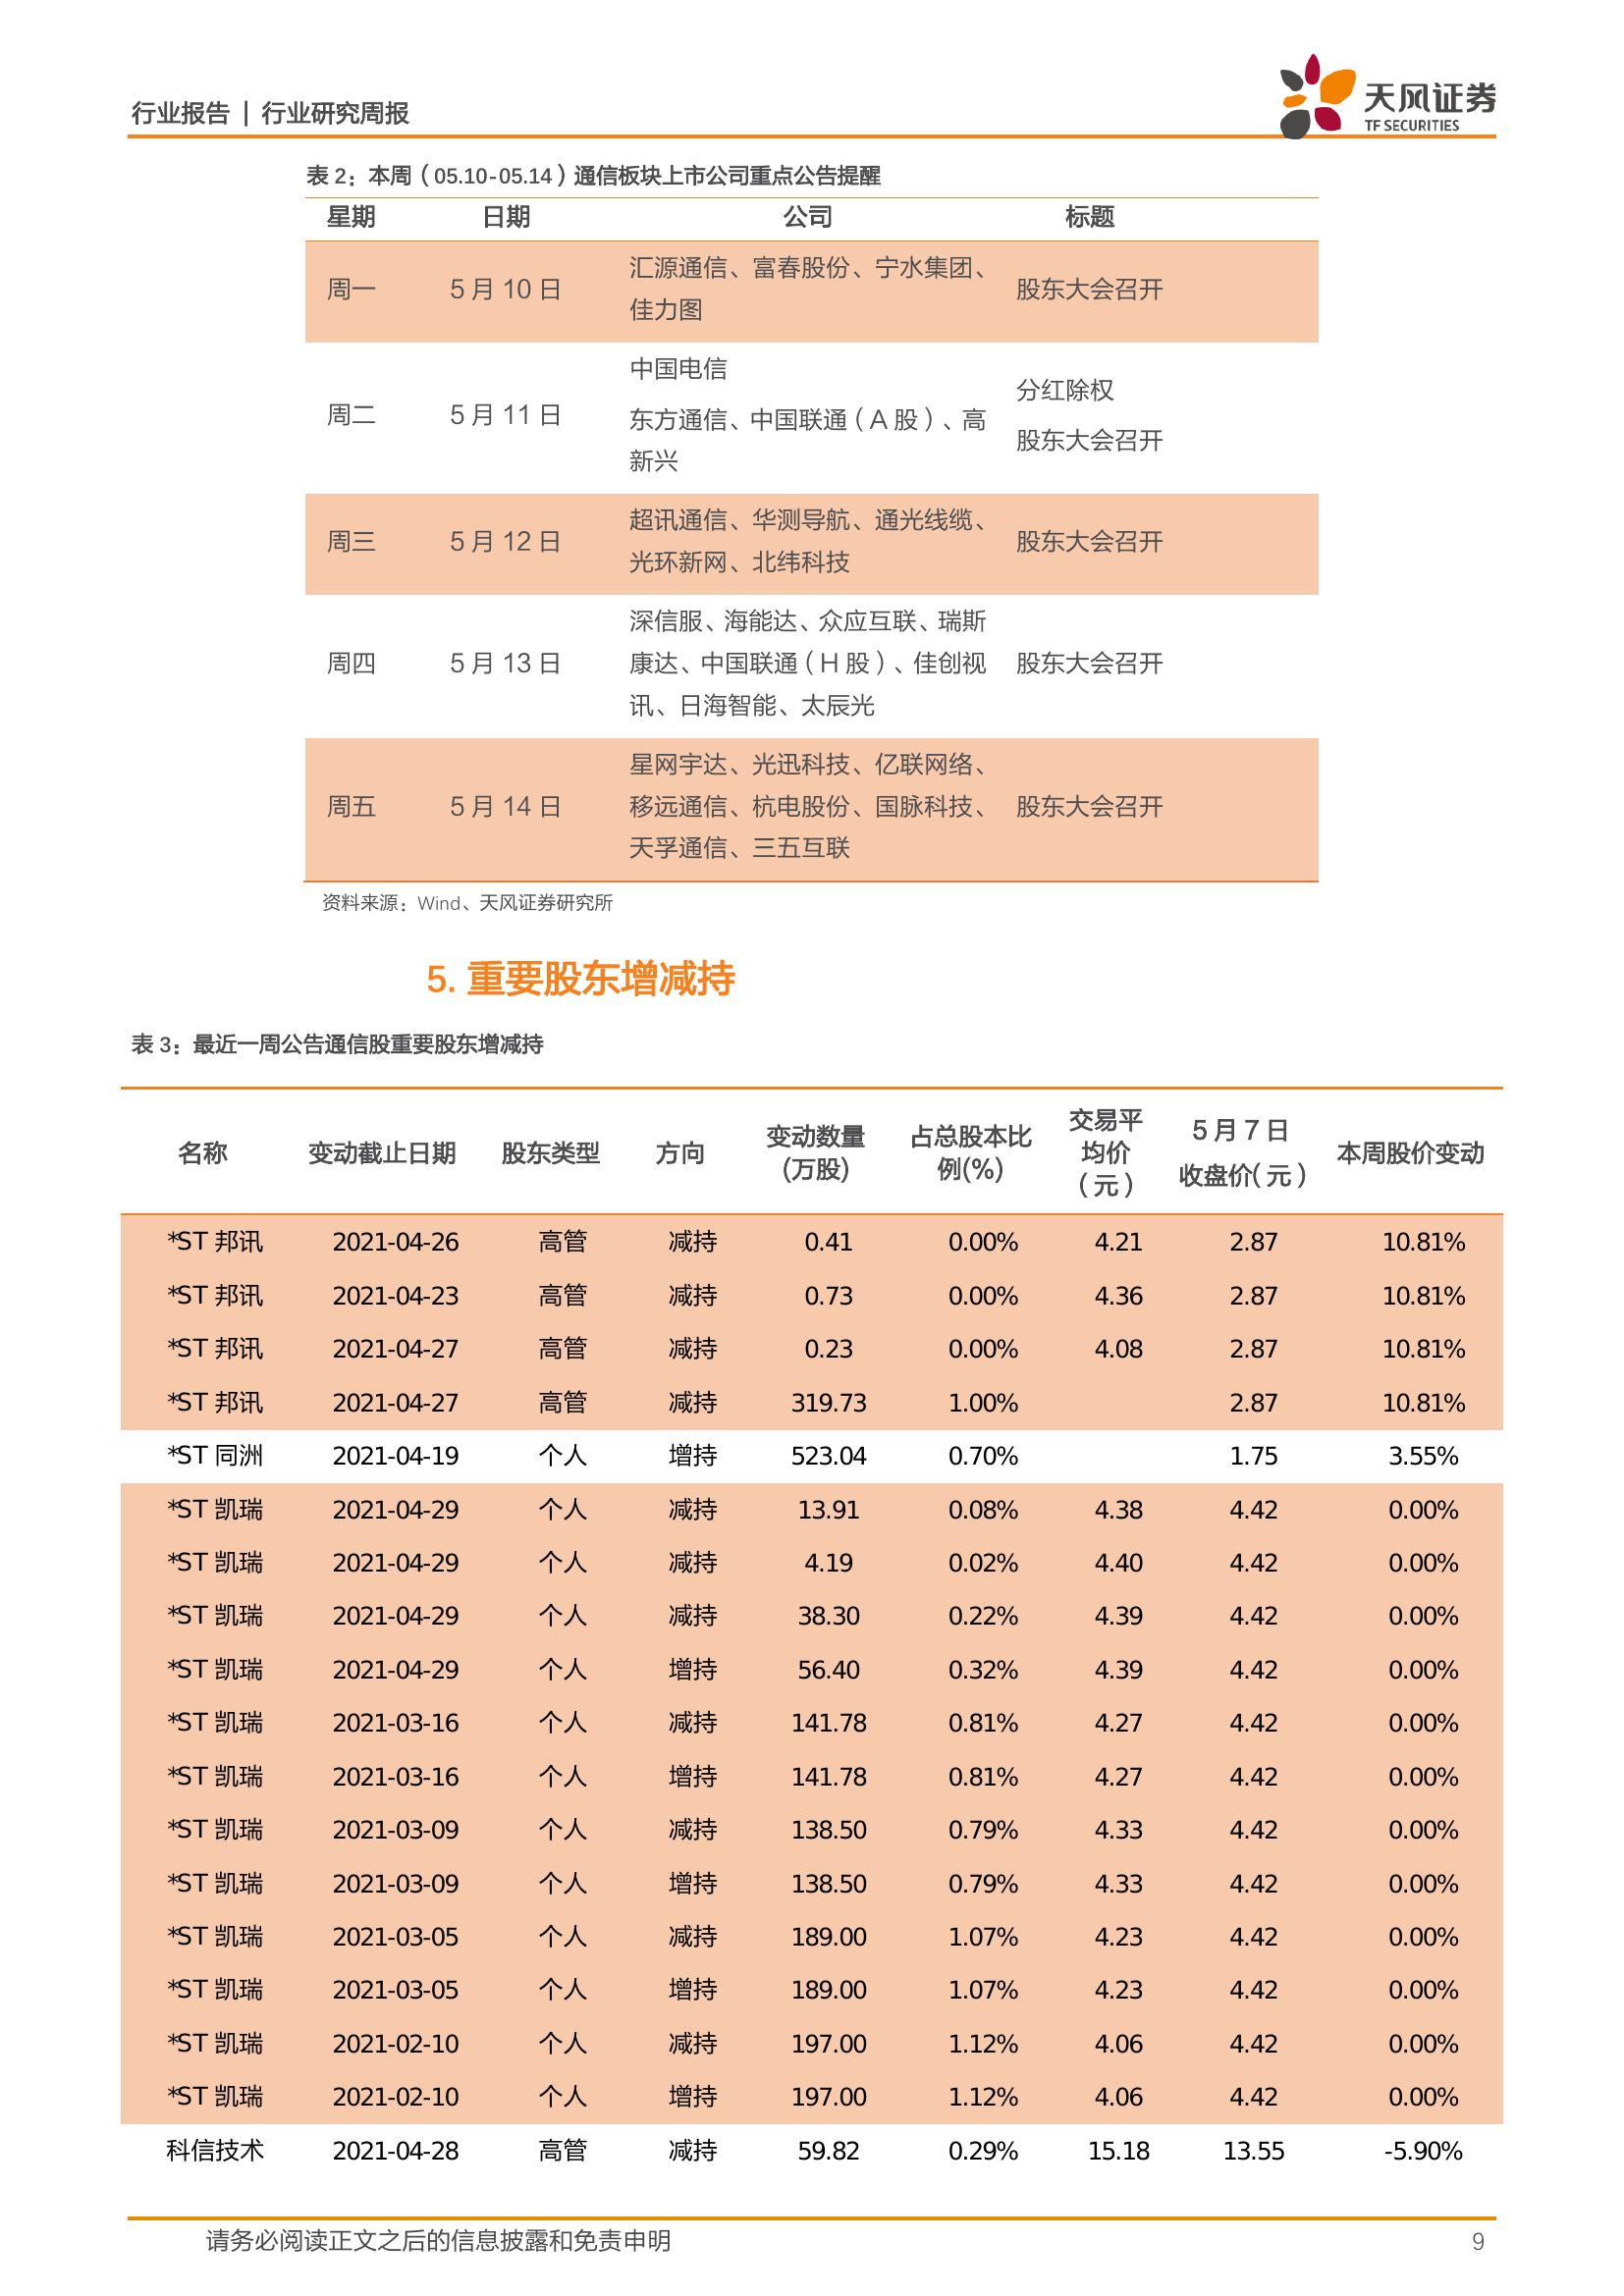 行业报告 | 行业研究周报
天风证券
TF SECURITIES
表 2：本周（05.10-05.14）通信板块上市公司重点公告提醒
星期 日期 公司 标题
周一 5 月 10 日 汇源通信、富春股份、宁水集团、 股东大会召开
佳力图
中国电信
分红除权
周二 5 月 11 日 东方通信、中国联通（A 股）、高
股东大会召开
新兴
超讯通信、华测导航、通光线缆、
周三 5 月 12 日 股东大会召开
光环新网、北纬科技
深信服、海能达、众应互联、瑞斯
周四 5 月 13 日 康达、中国联通（H 股）、佳创视 股东大会召开
讯、日海智能、太辰光
星网宇达、光迅科技、亿联网络、
周五 5 月 14 日 移远通信、杭电股份、国脉科技、 股东大会召开
天孚通信、三五互联
资料来源：Wind、天风证券研究所
5. 重要股东增减持
表 3：最近一周公告通信股重要股东增减持
名称 变动截止日期 股东类型 方向 变动数量(万股) 占总股本比例(%) 交易平均价（元） 5 月 7 日收盘价(元) 本周股价变动
*ST 邦讯 2021-04-26 高管 减持 0.41 0.00% 4.21 2.87 10.81%
*ST 邦讯 2021-04-23 高管 减持 0.73 0.00% 4.36 2.87 10.81%
*ST 邦讯 2021-04-27 高管 减持 0.23 0.00% 4.08 2.87 10.81%
*ST 邦讯 2021-04-27 高管 减持 319.73 1.00% 2.87 10.81%
*ST 同洲 2021-04-19 个人 增持 523.04 0.70% 1.75 3.55%
*ST 凯瑞 2021-04-29 个人 减持 13.91 0.08% 4.38 4.42 0.00%
*ST 凯瑞 2021-04-29 个人 减持 4.19 0.02% 4.40 4.42 0.00%
*ST 凯瑞 2021-04-29 个人 减持 38.30 0.22% 4.39 4.42 0.00%
*ST 凯瑞 2021-04-29 个人 增持 56.40 0.32% 4.39 4.42 0.00%
*ST 凯瑞 2021-03-16 个人 减持 141.78 0.81% 4.27 4.42 0.00%
*ST 凯瑞 2021-03-16 个人 增持 141.78 0.81% 4.27 4.42 0.00%
*ST 凯瑞 2021-03-09 个人 减持 138.50 0.79% 4.33 4.42 0.00%
*ST 凯瑞 2021-03-09 个人 增持 138.50 0.79% 4.33 4.42 0.00%
*ST 凯瑞 2021-03-05 个人 减持 189.00 1.07% 4.23 4.42 0.00%
*ST 凯瑞 2021-03-05 个人 增持 189.00 1.07% 4.23 4.42 0.00%
*ST 凯瑞 2021-02-10 个人 减持 197.00 1.12% 4.06 4.42 0.00%
*ST 凯瑞 2021-02-10 个人 增持 197.00 1.12% 4.06 4.42 0.00%
科信技术 2021-04-28 高管 减持 59.82 0.29% 15.18 13.55 -5.90%
请务必阅读正文之后的信息披露和免责申明 9